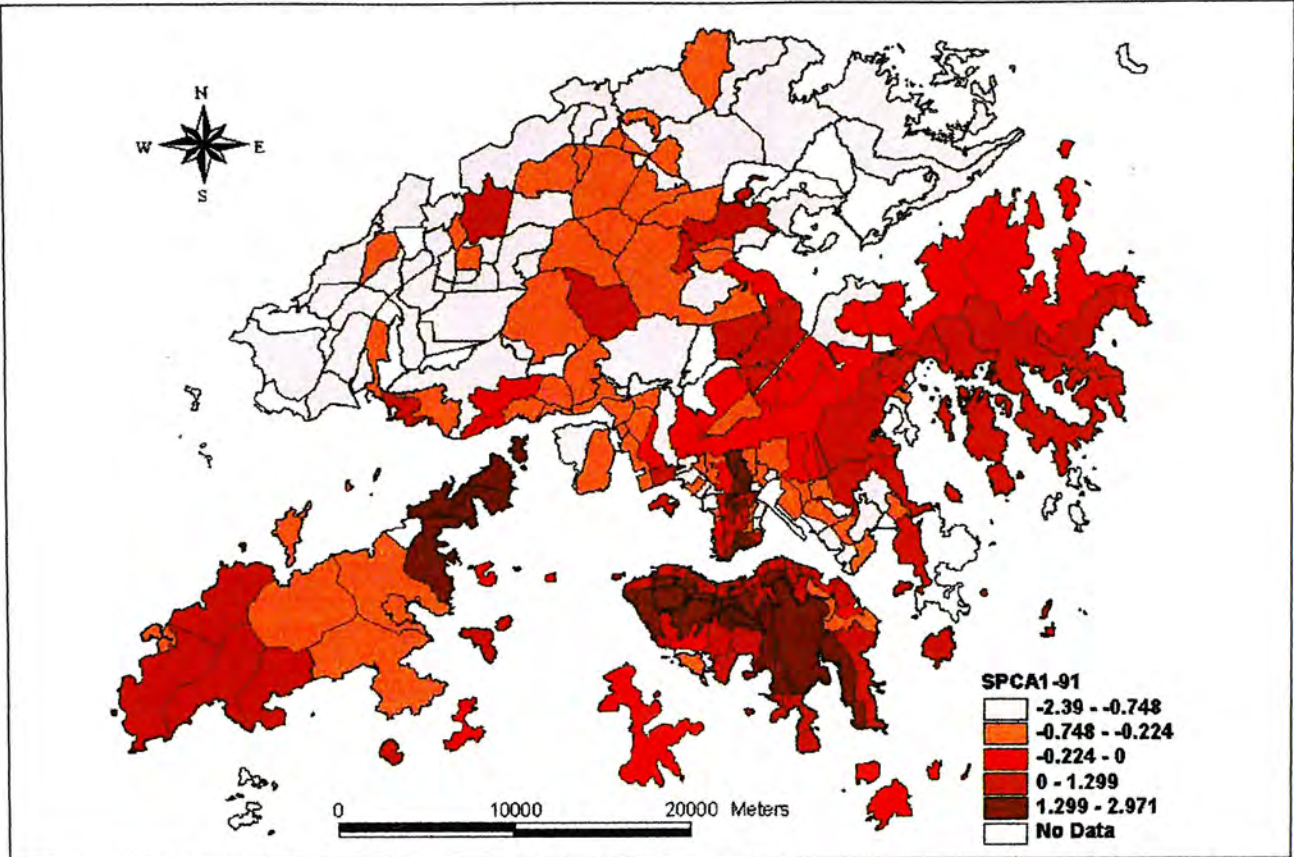 N
W E
S
SPCA1-91
-2.39 - -0.748
-0.748 - -0.224
-0.224 - 0
0 - 1.299
1.299 - 2.971
No Data
0 10000 20000 Meters